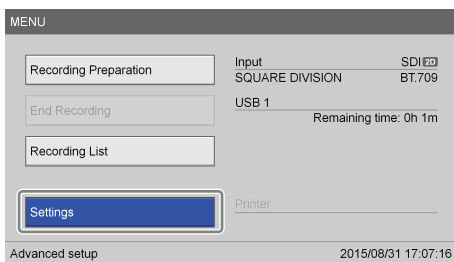 MENU
Recording Preparation
End Recording
Recording List
Settings
Input SDI 2D
SQUARE DIVISION BT.709
USB 1
Remaining time: 0h 1m
Printer
Advanced setup 2015/08/31 17:07:16